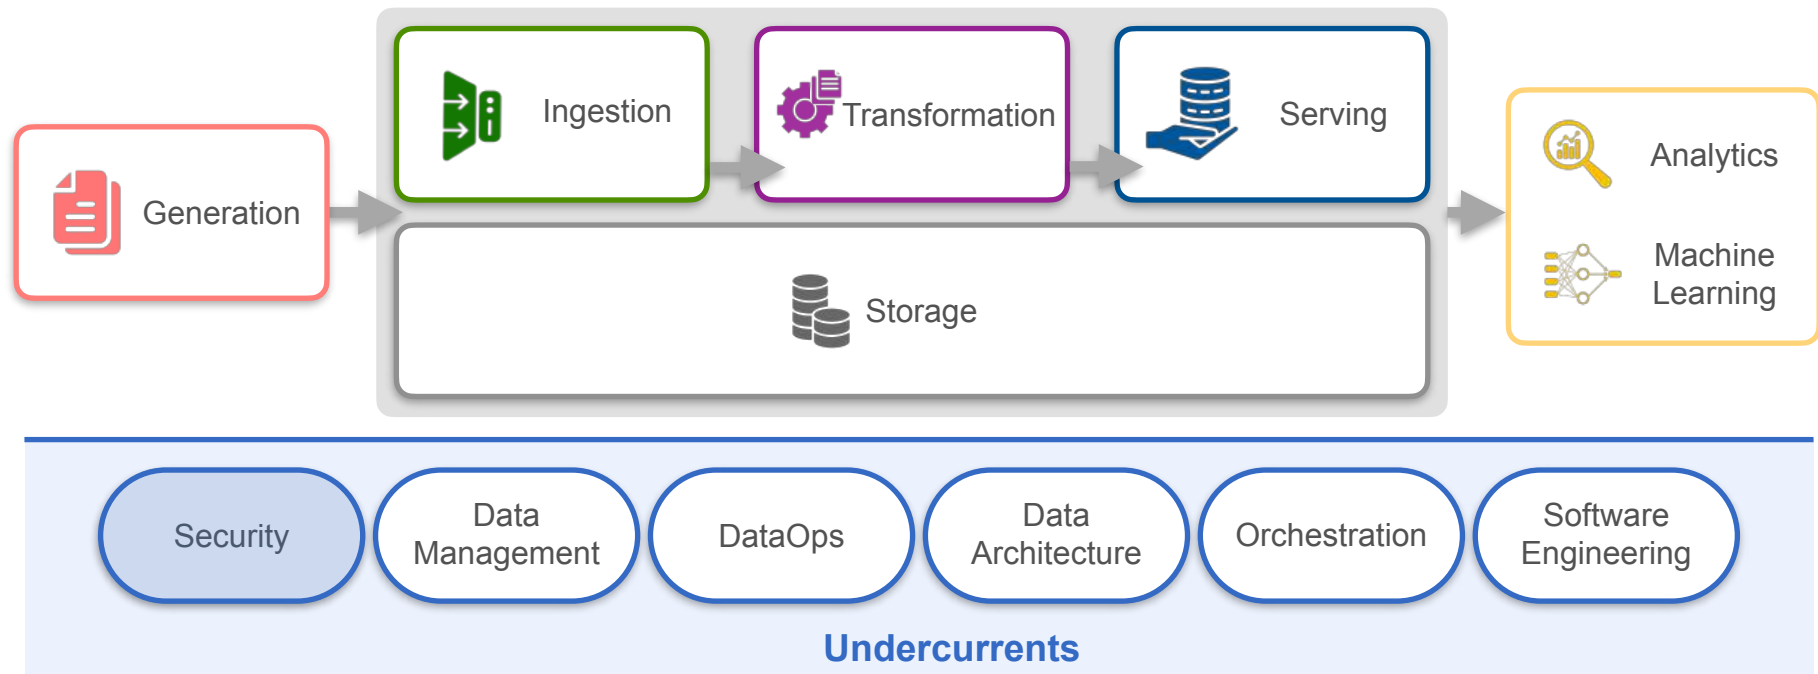 Generation
Ingestion
Transformation
Serving
Storage
Analytics
Machine
Learning
Security
Data
Management
DataOps
Data
Architecture
Orchestration
Software
Engineering
Undercurrents